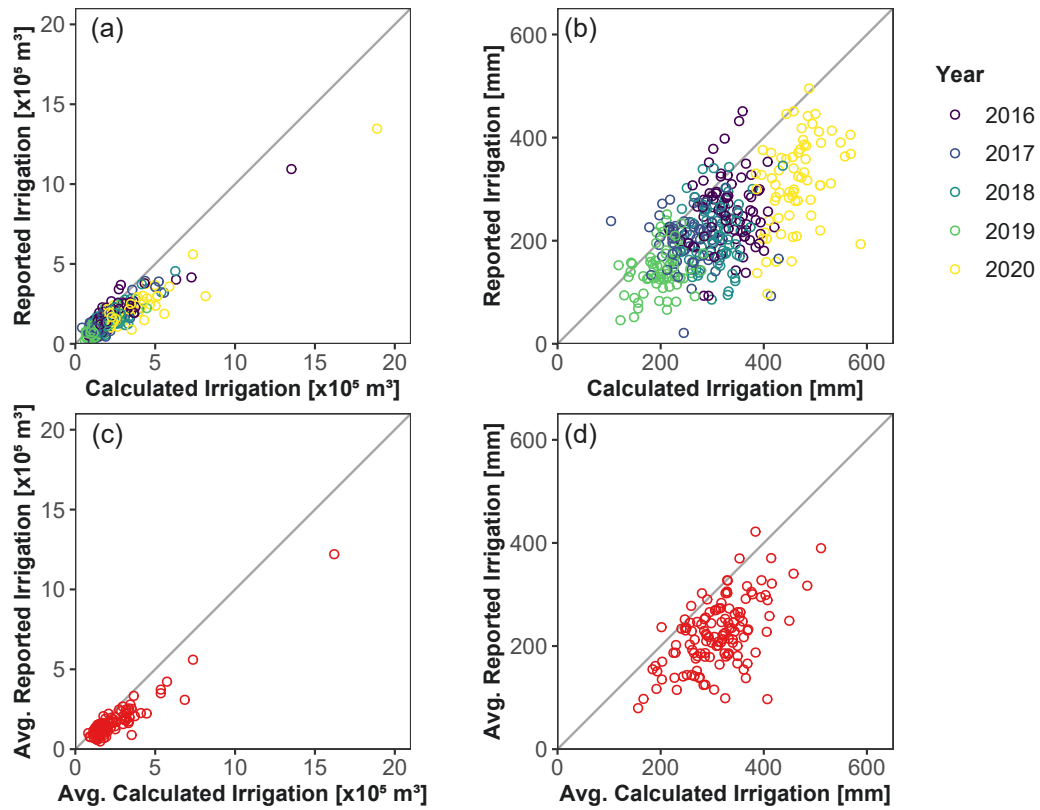 (a)
Reported Irrigation [x10⁵ m³]
20
15
10
5
0
0 5 10 15 20
Calculated Irrigation [x10⁵ m³]
(b)
Reported Irrigation [mm]
600
400
200
0
0 200 400 600
Calculated Irrigation [mm]
Year
2016
2017
2018
2019
2020
(c)
Avg. Reported Irrigation [x10⁵ m³]
20
15
10
5
0
0 5 10 15 20
Avg. Calculated Irrigation [x10⁵ m³]
(d)
Avg. Reported Irrigation [mm]
600
400
200
0
0 200 400 600
Avg. Calculated Irrigation [mm]